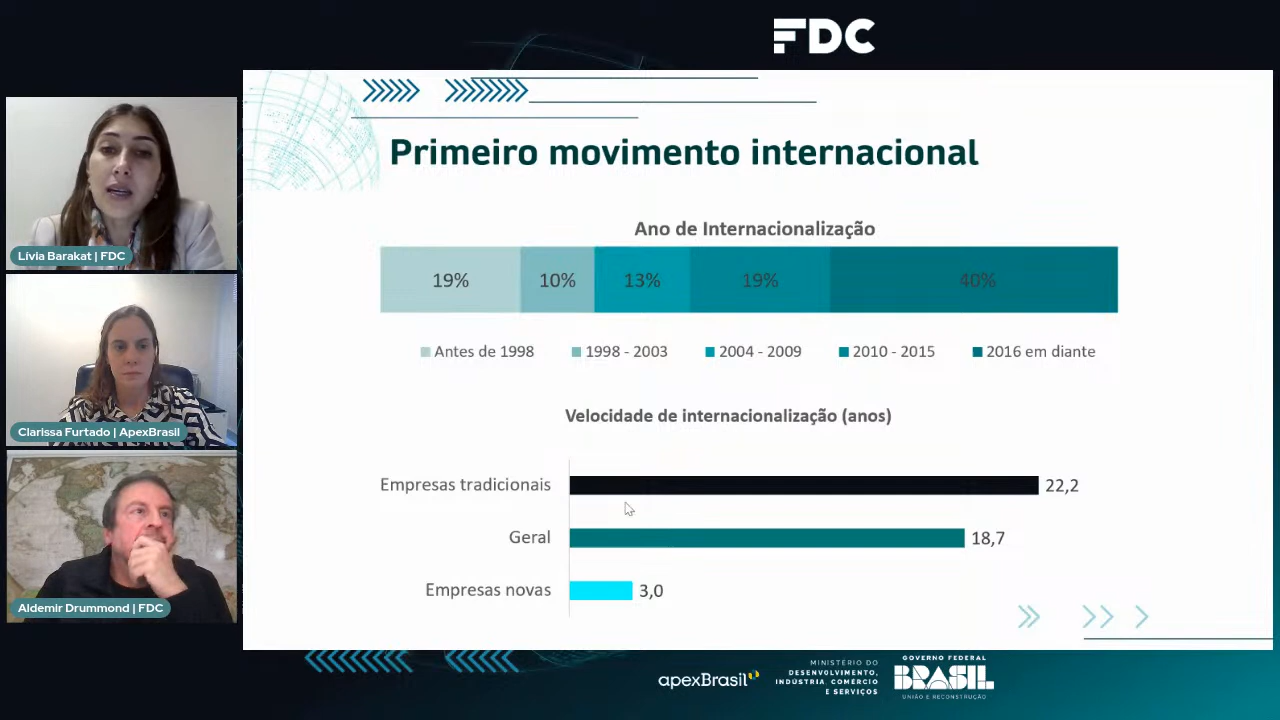 FDC
Primeiro movimento internacional
Ano de Internacionalização
19% 10% 13% 19% 40%
Antes de 1998 1998 - 2003 2004 - 2009 2010 - 2015 2016 em diante
Velocidade de internacionalização (anos)
Empresas tradicionais 22,2
Geral 18,7
Empresas novas 3,0
Lívia Barakat | FDC
Clarissa Furtado | ApexBrasil
Aldemir Drummond | FDC
apexBrasil
MINISTÉRIO DO
DESENVOLVIMENTO,
INDÚSTRIA, COMÉRCIO
E SERVIÇOS
GOVERNO FEDERAL
BRASIL
UNIÃO E RECONSTRUÇÃO